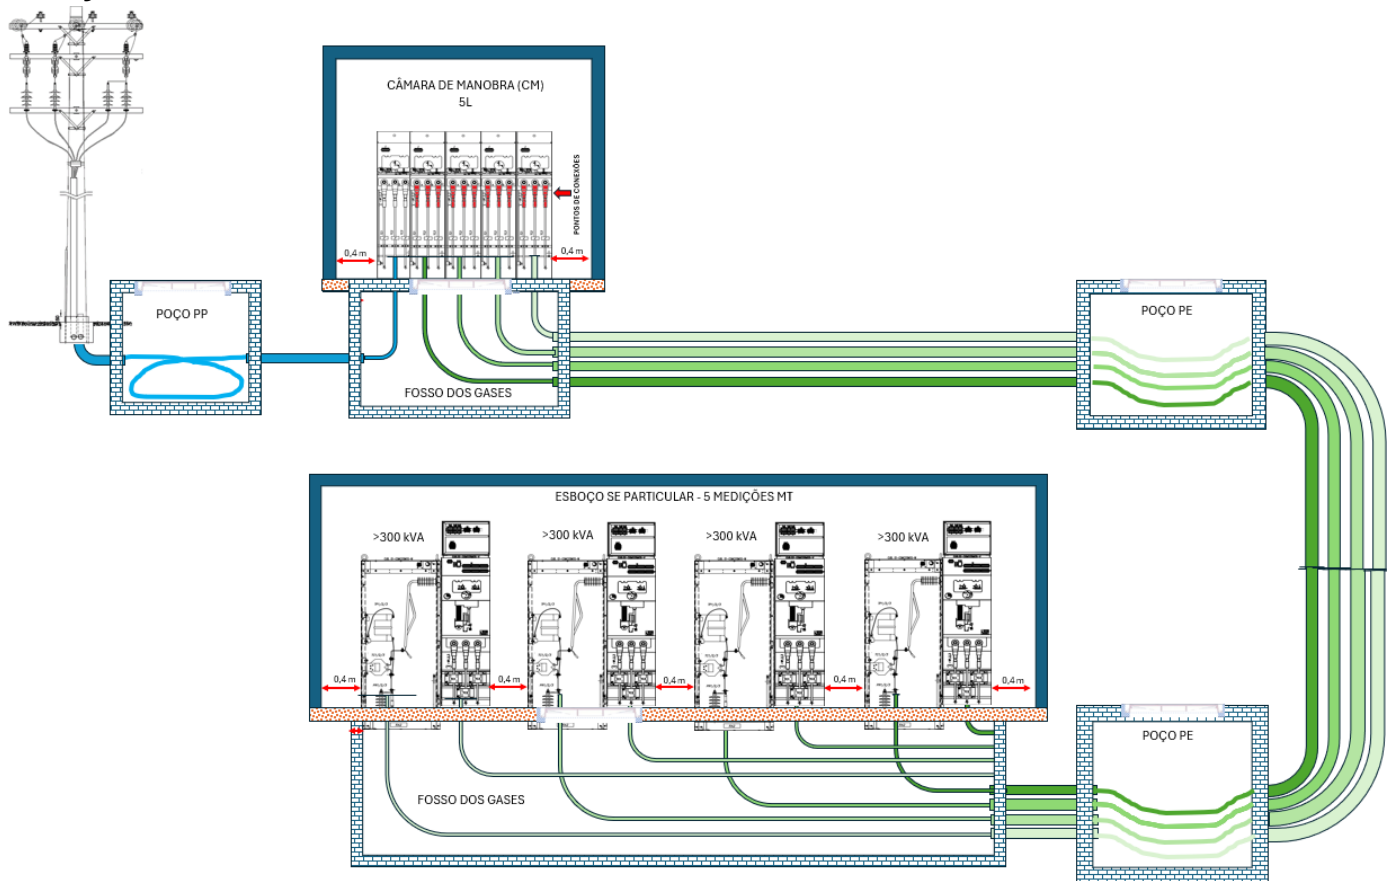 CÂMARA DE MANOBRA (CM)
5L
PONTOS DE CONEXÕES
0,4 m
0,4 m
POÇO PP
FOSSO DOS GASES
POÇO PE
ESBOÇO SE PARTICULAR - 5 MEDIÇÕES MT
>300 kVA
>300 kVA
>300 kVA
>300 kVA
0,4 m
0,4 m
0,4 m
0,4 m
0,4 m
FOSSO DOS GASES
POÇO PE